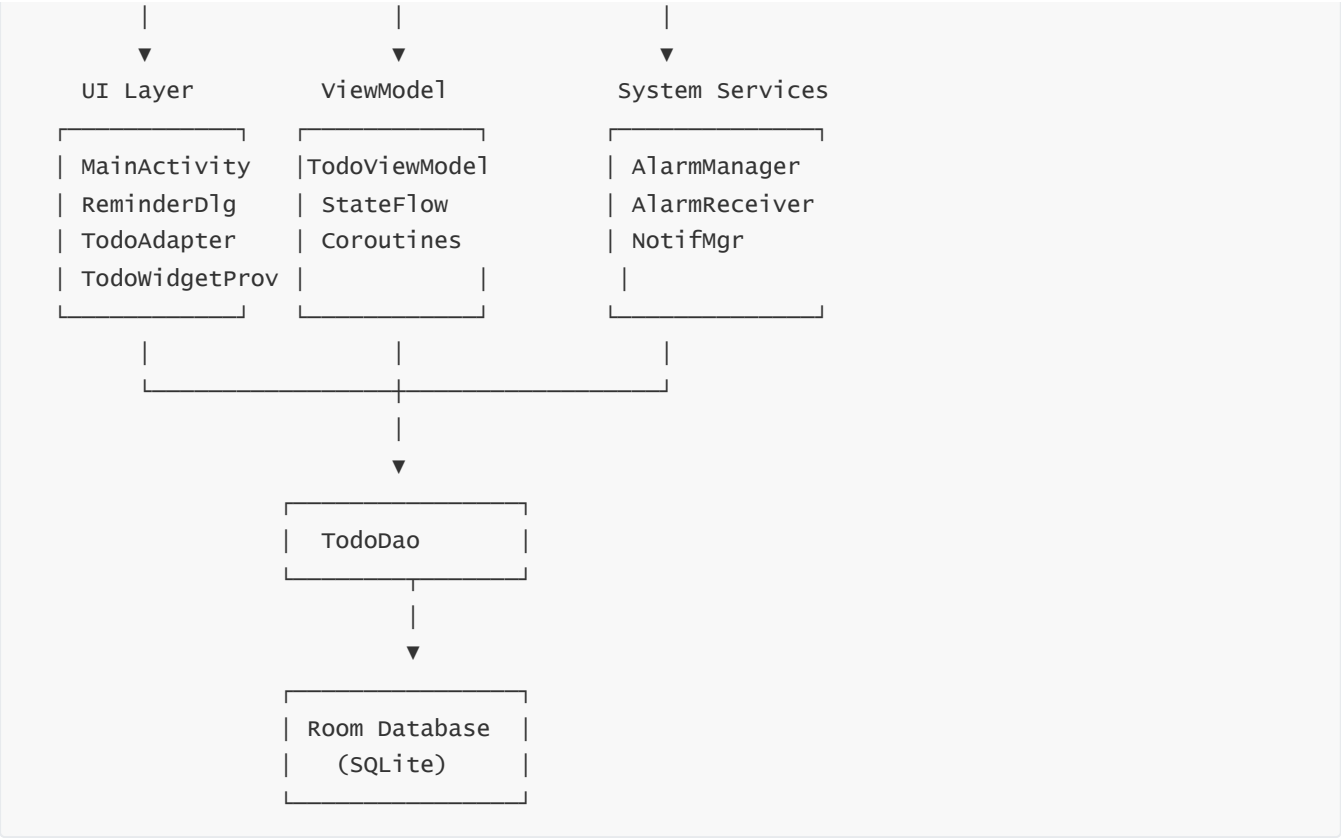 UI Layer ViewModel System Services
MainActivity TodoViewModel AlarmManager
ReminderDlg StateFlow AlarmReceiver
TodoAdapter Coroutines NotifMgr
TodoWidgetProv
TodoDao
Room Database
(SQLite)